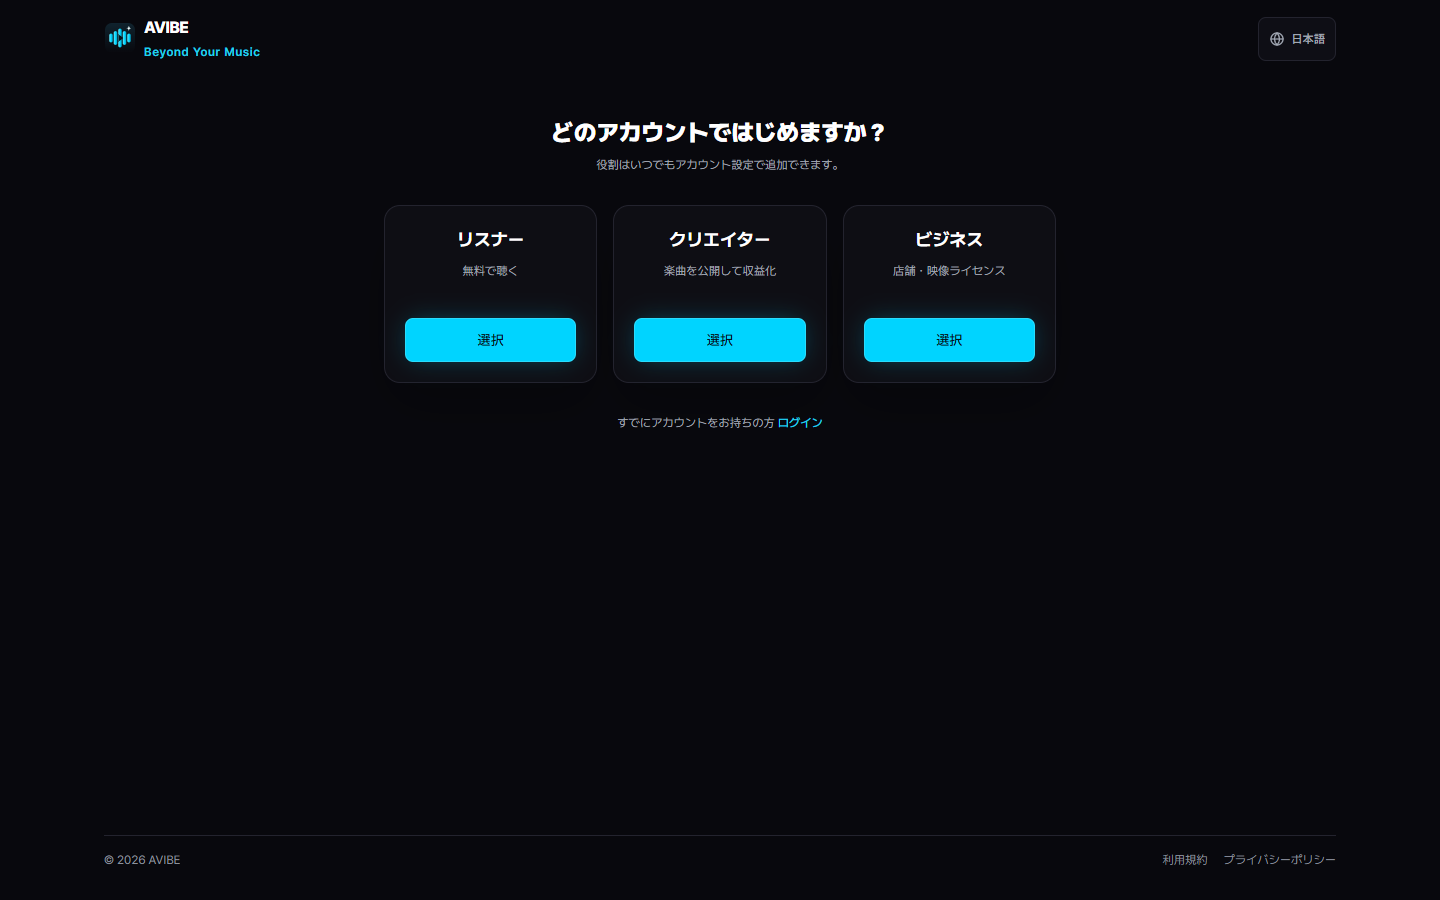 AVIBE
Beyond Your Music
日本語
どのアカウントではじめますか？
役割はいつでもアカウント設定で追加できます。
リスナー
無料で聴く
選択
クリエイター
楽曲を公開して収益化
選択
ビジネス
店舗・映像ライセンス
選択
すでにアカウントをお持ちの方 ログイン
© 2026 AVIBE
利用規約 プライバシーポリシー